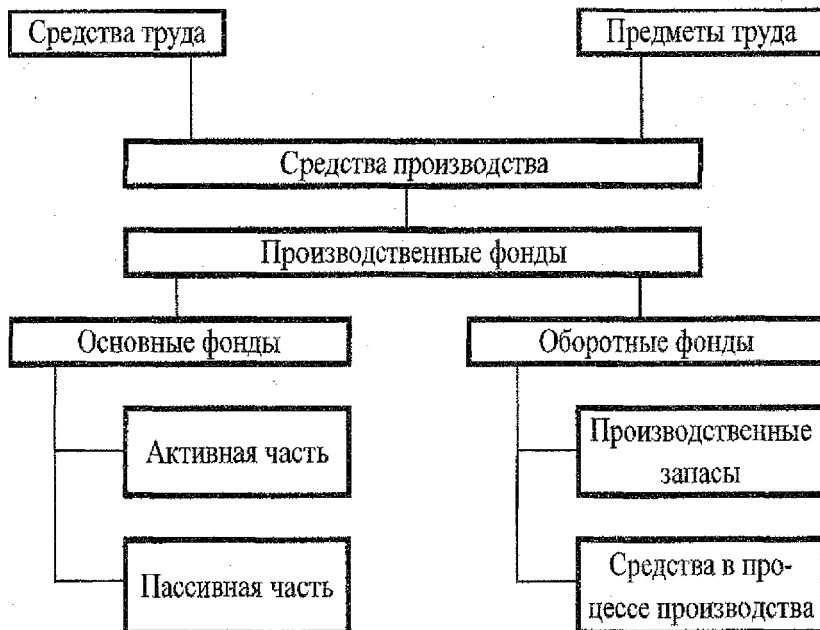 Средства труда
Предметы труда
Средства производства
Производственные фонды
Основные фонды
Оборотные фонды
Активная часть
Производственные
запасы
Пассивная часть
Средства в про-
цессе производства